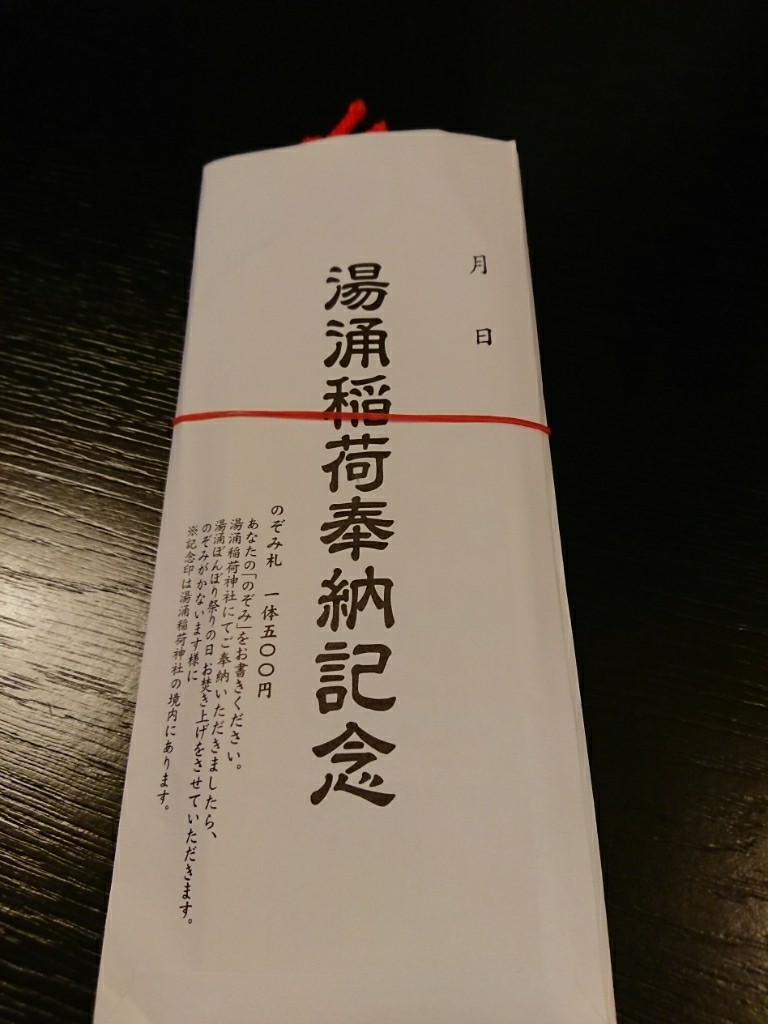 月　日
湯涌稲荷奉納記念
のぞみ札　一体五〇〇円
あなたの「のぞみ」をお書きください。
湯涌稲荷神社にてご奉納いただきましたら、
湯涌ぼんぼり祭りの日 お焚き上げをさせていただきます。
のぞみがかないます様に
※記念印は湯涌稲荷神社の境内にあります。